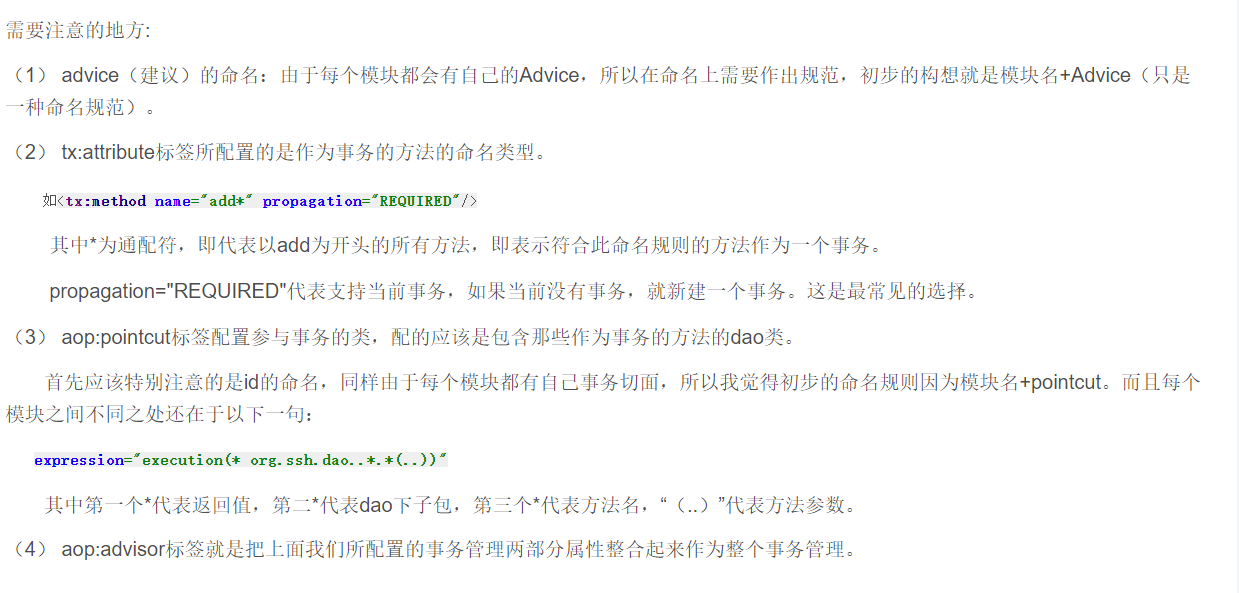 需要注意的地方:
（1） advice（建议）的命名：由于每个模块都会有自己的Advice，所以在命名上需要作出规范，初步的构想就是模块名+Advice（只是
一种命名规范）。
（2） tx:attribute标签所配置的是作为事务的方法的命名类型。
如<tx:method name="add*" propagation="REQUIRED"/>
其中*为通配符，即代表以add为开头的所有方法，即表示符合此命名规则的方法作为一个事务。
propagation="REQUIRED"代表支持当前事务，如果当前没有事务，就新建一个事务。这是最常见的选择。
（3） aop:pointcut标签配置参与事务的类，配的应该是包含那些作为事务的方法的dao类。
首先应该特别注意的是id的命名，同样由于每个模块都有自己事务切面，所以我觉得初步的命名规则因为模块名+pointcut。而且每个
模块之间不同之处还在于以下一句：
expression="execution(* org.ssh.dao..*.*(..))"
其中第一个*代表返回值，第二*代表dao下子包，第三个*代表方法名，“（..）”代表方法参数。
（4） aop:advisor标签就是把上面我们所配置的事务管理两部分属性整合起来作为整个事务管理。